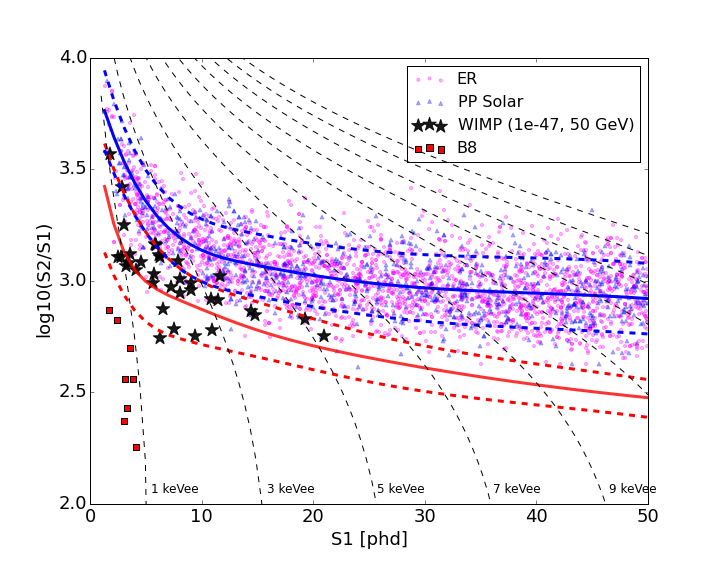 4.0
3.5
3.0
2.5
2.0
log10(S2/S1)
ER
PP Solar
WIMP (1e-47, 50 GeV)
B8
1 keVee
3 keVee
5 keVee
7 keVee
9 keVee
0
10
20
30
40
50
S1 [phd]